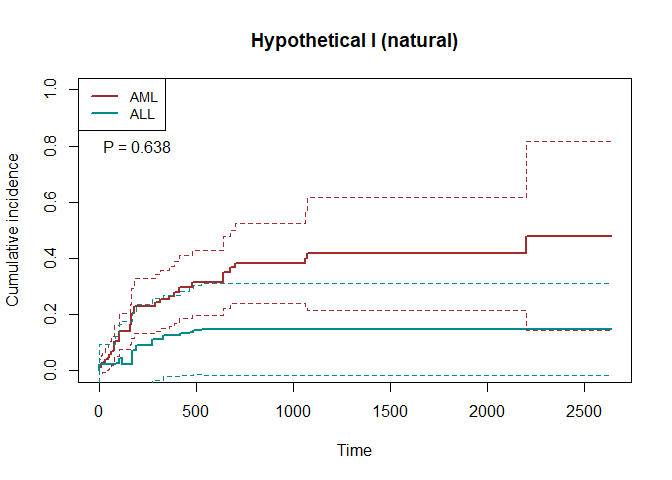 Hypothetical I (natural)
AML
ALL
P = 0.638
Cumulative incidence
1.0
0.8
0.6
0.4
0.2
0.0
0 500 1000 1500 2000 2500
Time